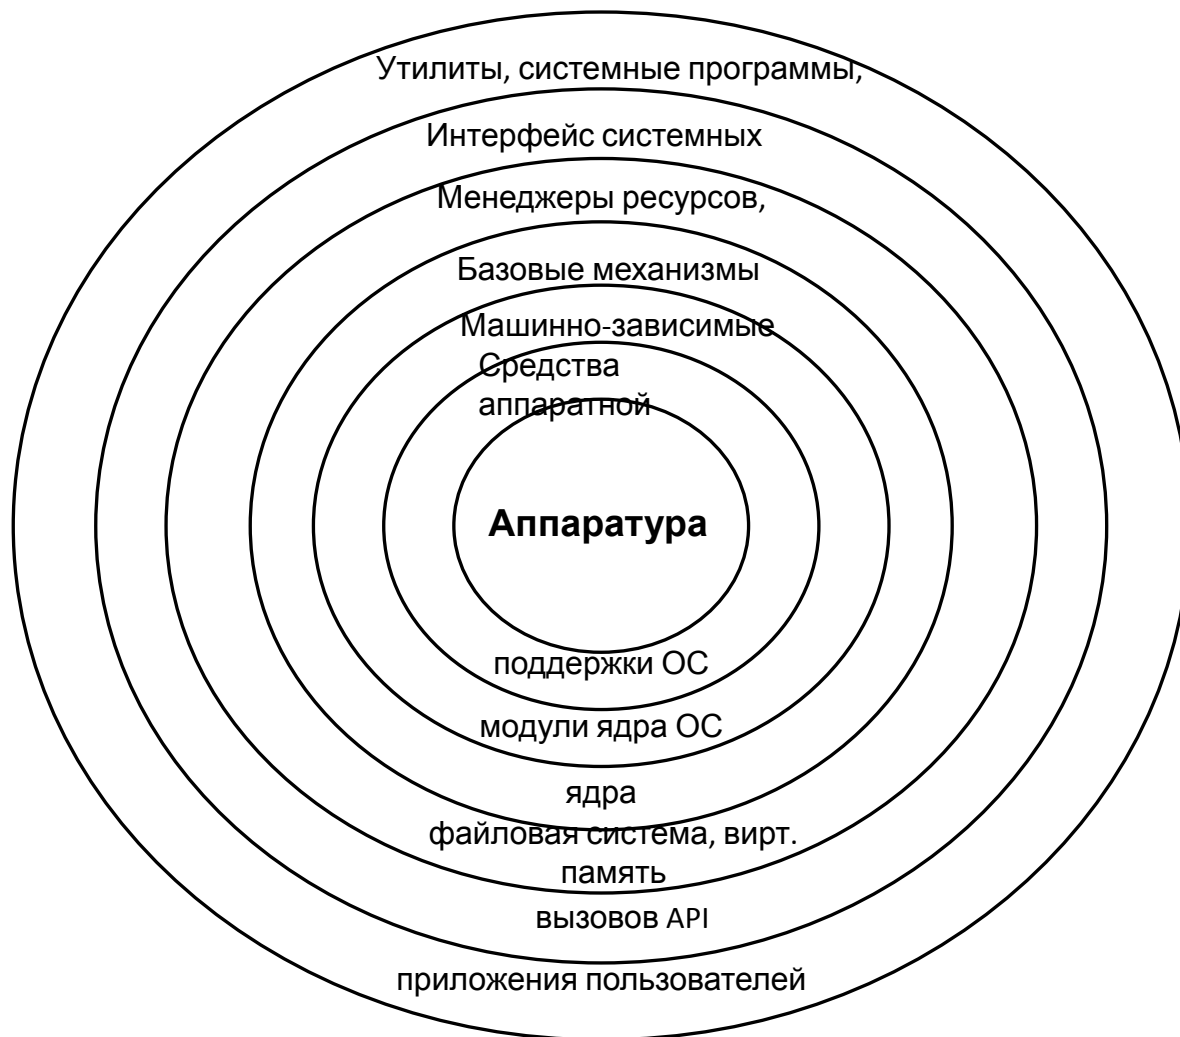 Утилиты, системные программы,
Интерфейс системных
Менеджеры ресурсов,
Базовые механизмы
Машинно-зависимые
Средства
аппаратной
Аппаратура
поддержки ОС
модули ядра ОС
ядра
файловая система, вирт.
память
вызовов API
приложения пользователей